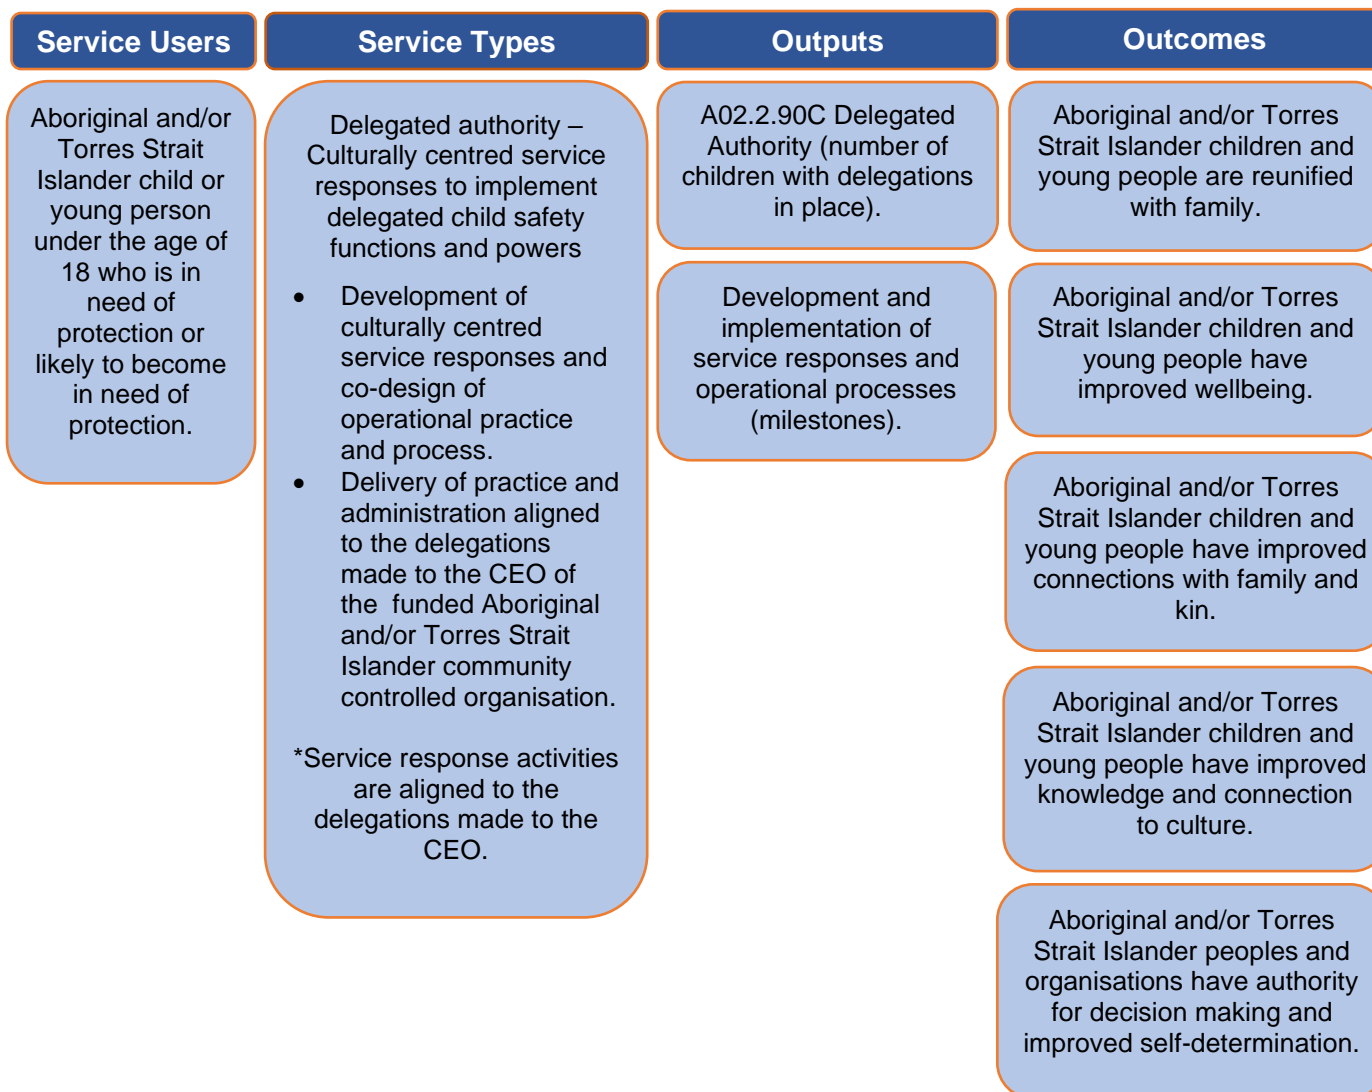 Service Users
Aboriginal and/or
Torres Strait
Islander child or
young person
under the age of
18 who is in
need of
protection or
likely to become
in need of
protection.
Service Types
Delegated authority –
Culturally centred service
responses to implement
delegated child safety
functions and powers
• Development of
culturally centred
service responses and
co-design of
operational practice
and process.
• Delivery of practice and
administration aligned
to the delegations
made to the CEO of
the funded Aboriginal
and/or Torres Strait
Islander community
controlled organisation.
*Service response activities
are aligned to the
delegations made to the
CEO.
Outputs
A02.2.90C Delegated
Authority (number of
children with delegations
in place).
Development and
implementation of
service responses and
operational processes
(milestones).
Outcomes
Aboriginal and/or Torres
Strait Islander children and
young people are reunified
with family.
Aboriginal and/or Torres
Strait Islander children and
young people have
improved wellbeing.
Aboriginal and/or Torres
Strait Islander children and
young people have improved
connections with family and
kin.
Aboriginal and/or Torres
Strait Islander children and
young people have improved
knowledge and connection
to culture.
Aboriginal and/or Torres
Strait Islander peoples and
organisations have authority
for decision making and
improved self-determination.